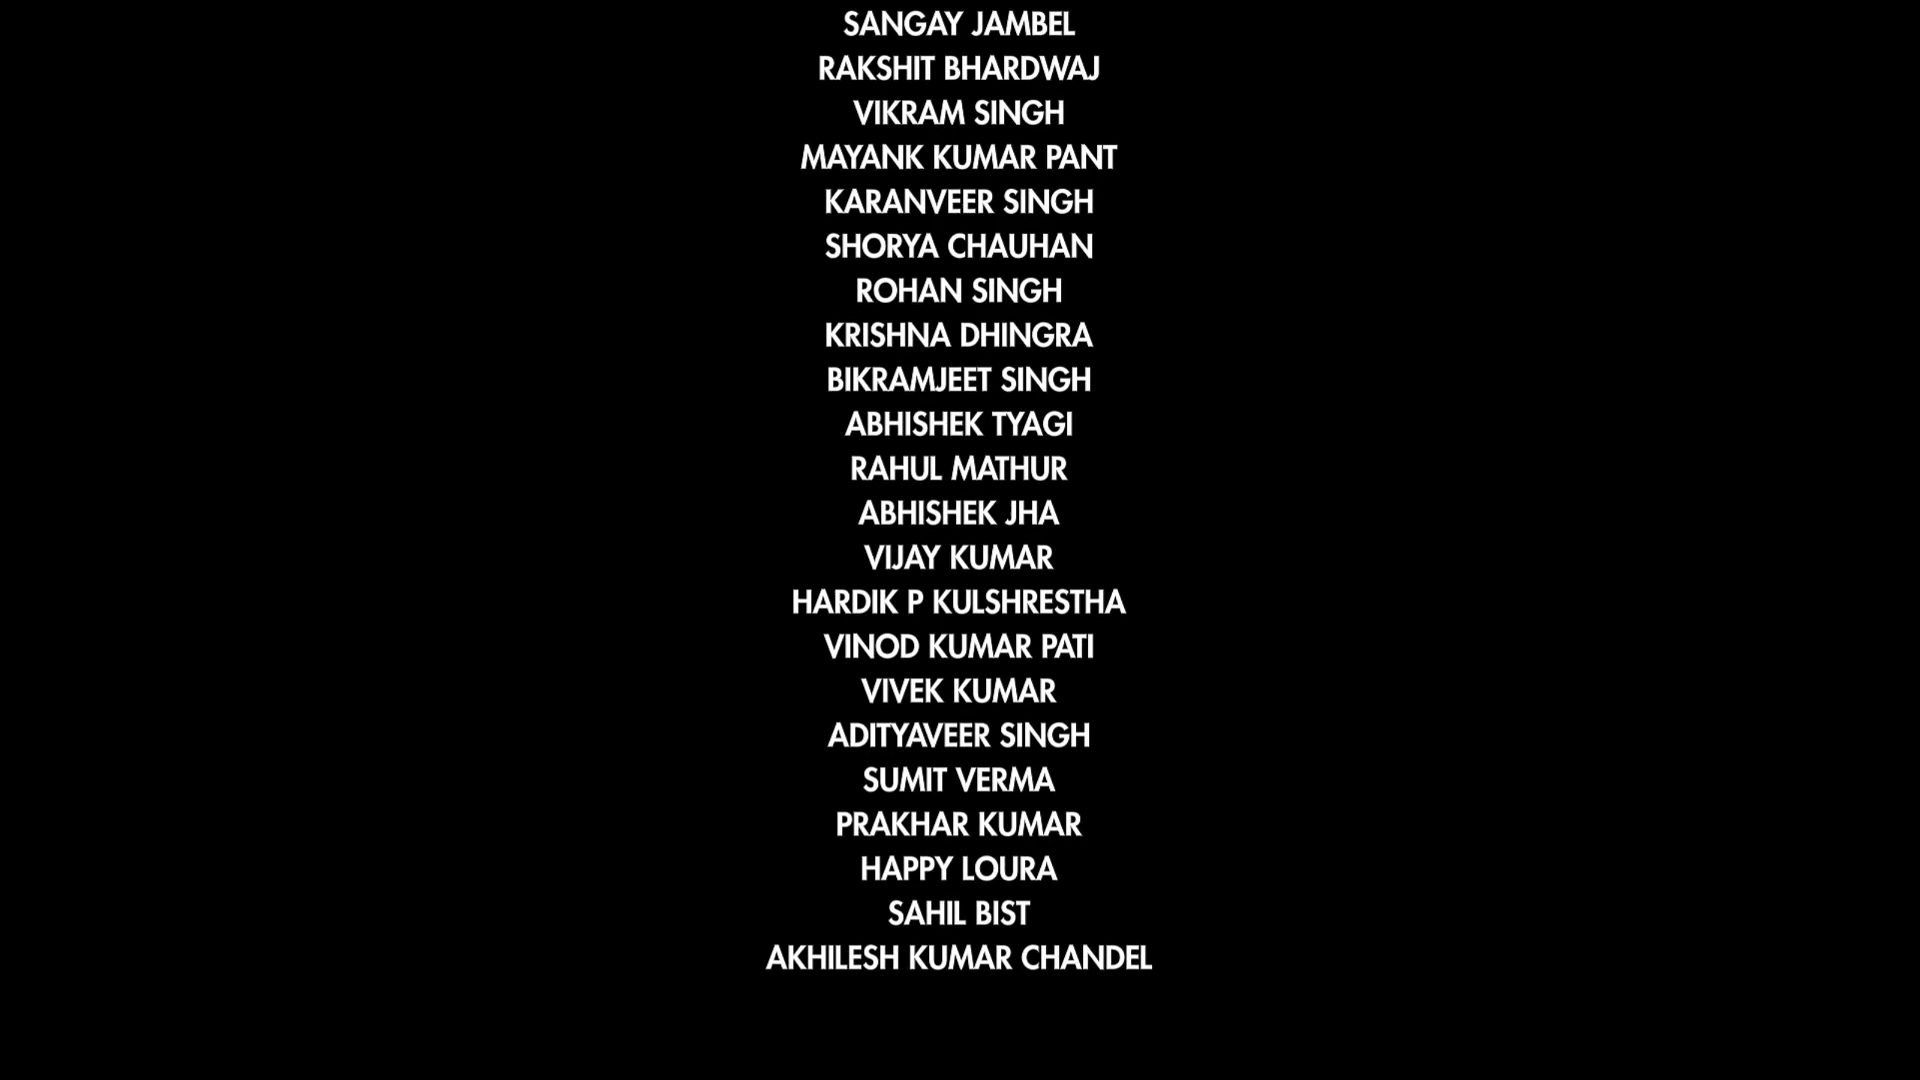 SANGAY JAMBEL
RAKSHIT BHARDWAJ
VIKRAM SINGH
MAYANK KUMAR PANT
KARANVEER SINGH
SHORYA CHAUHAN
ROHAN SINGH
KRISHNA DHINGRA
BIKRAMJEET SINGH
ABHISHEK TYAGI
RAHUL MATHUR
ABHISHEK JHA
VIJAY KUMAR
HARDIK P KULSHRESTHA
VINOD KUMAR PATI
VIVEK KUMAR
ADITYAVEER SINGH
SUMIT VERMA
PRAKHAR KUMAR
HAPPY LOURA
SAHIL BIST
AKHILESH KUMAR CHANDEL